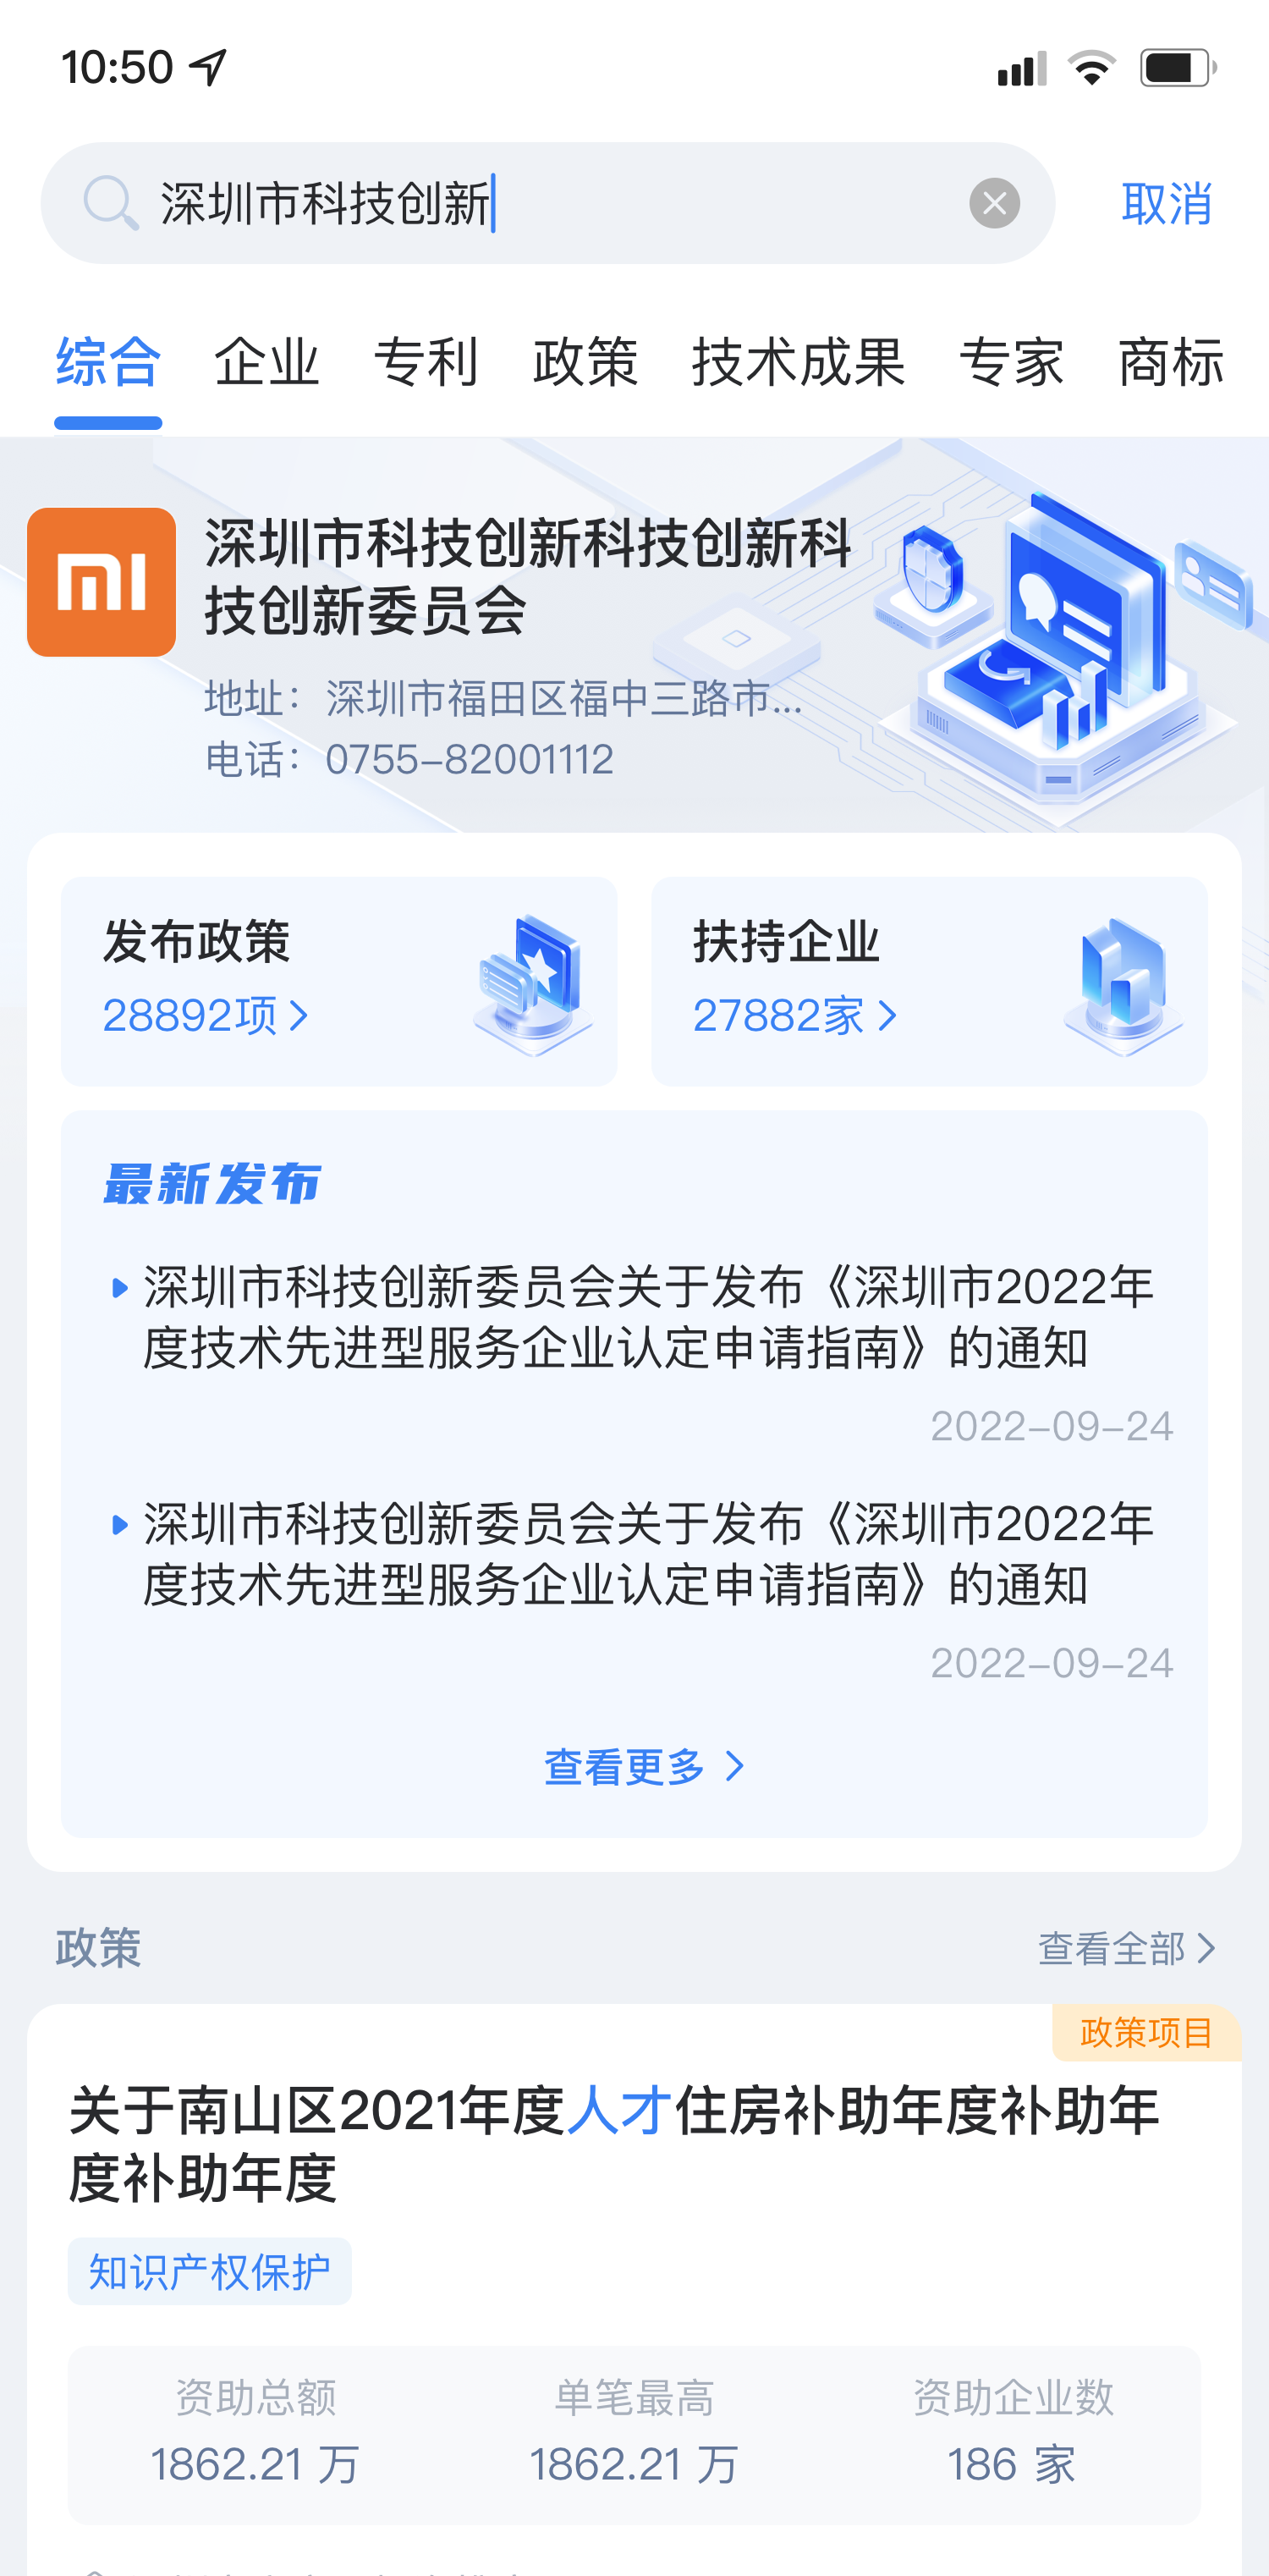 10:50
深圳市科技创新
取消
综合 企业 专利 政策 技术成果 专家 商标
深圳市科技创新科技创新科
技创新委员会
地址：深圳市福田区福中三路市...
电话：0755-82001112
发布政策
28892项
扶持企业
27882家
最新发布
深圳市科技创新委员会关于发布《深圳市2022年
度技术先进型服务企业认定申请指南》的通知
2022-09-24
深圳市科技创新委员会关于发布《深圳市2022年
度技术先进型服务企业认定申请指南》的通知
2022-09-24
查看更多
政策
查看全部
政策项目
关于南山区2021年度人才住房补助年度补助年
度补助年度
知识产权保护
资助总额 单笔最高 资助企业数
1862.21 万 1862.21 万 186 家